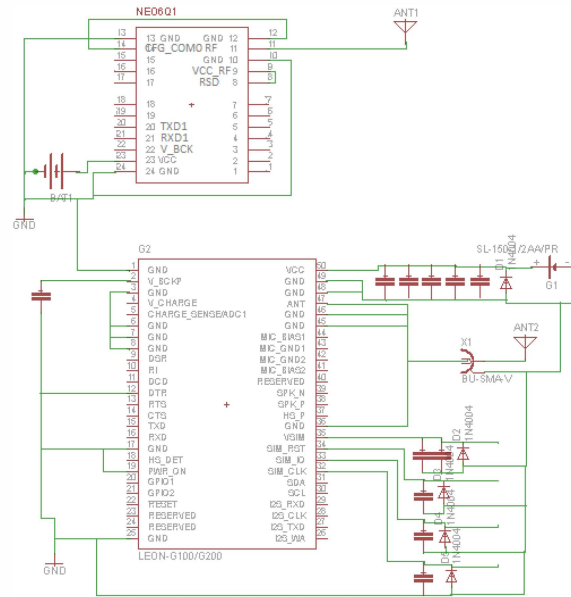 NEO6Q1
ANT1
13 13 GND GND 12 12
14 14 CFG_COMO RF 11 11
15 15 GND 10 10
16 16 VCC_RF 9 9
17 17 RSD 8 8
18 18 7 7
19 19 6 6
20 20 TXD1 5 5
21 21 RXD1 4 4
22 22 V_BCK 3 3
23 23 VCC 2 2
24 24 GND 1 1
BAT1
GND
G2
SL-150
/2AA/PR
D1
1N4004
+ -
G1
1 GND VCC 50
2 V_BCKP GND 49
3 GND GND 48
4 V_CHARGE ANT 47
5 CHARGE_SENSE/ADC1 GND 46
6 GND GND 45
7 GND MIC_BIAS1 44
8 GND MIC_GND1 43
9 DSR MIC_GND2 42
10 RI MIC_BIAS2 41
11 DCD RESERVED 40
12 DTR SPK_N 39
13 RTS SPK_P 38
14 CTS HS_P 37
15 TXD GND 36
16 RXD VSIM 35
17 GND SIM_RST 34
18 HS_DET SIM_IO 33
19 PWR_ON SIM_CLK 32
20 GPIO1 SDA 31
21 GPIO2 SCL 30
22 RESET I2S_RXD 29
23 RESERVED I2S_CLK 28
24 RESERVED I2S_TXD 27
25 GND I2S_WA 26
LEON-G100/G200
GND
ANT2
X1
BU-SMA-V
D2
1N4004
D3
1N4004
D4
1N4004
D5
1N4004